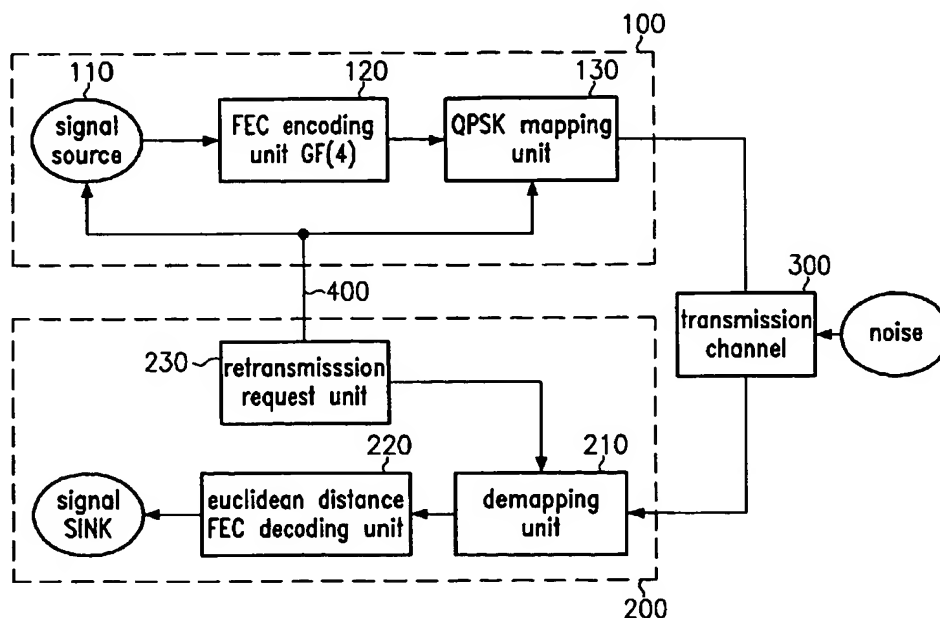 100
110
120
130
signal
source
FEC encoding
unit GF(4)
QPSK mapping
unit
400
300
transmission
channel
noise
230
retransmisssion
request unit
220
210
signal
SINK
euclidean distance
FEC decoding unit
demapping
unit
200